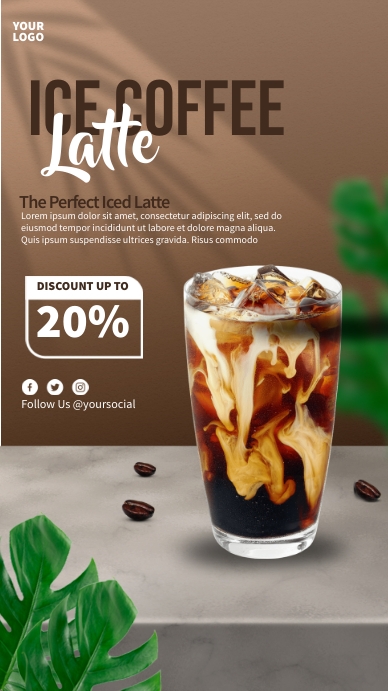 YOUR
LOGO
ICE COFFEE
Latte
The Perfect Iced Latte
Lorem ipsum dolor sit amet, consectetur adipiscing elit, sed do
eiusmod tempor incididunt ut labore et dolore magna aliqua.
Quis ipsum suspendisse ultrices gravida. Risus commodo
DISCOUNT UP TO
20%
Follow Us @yoursocial